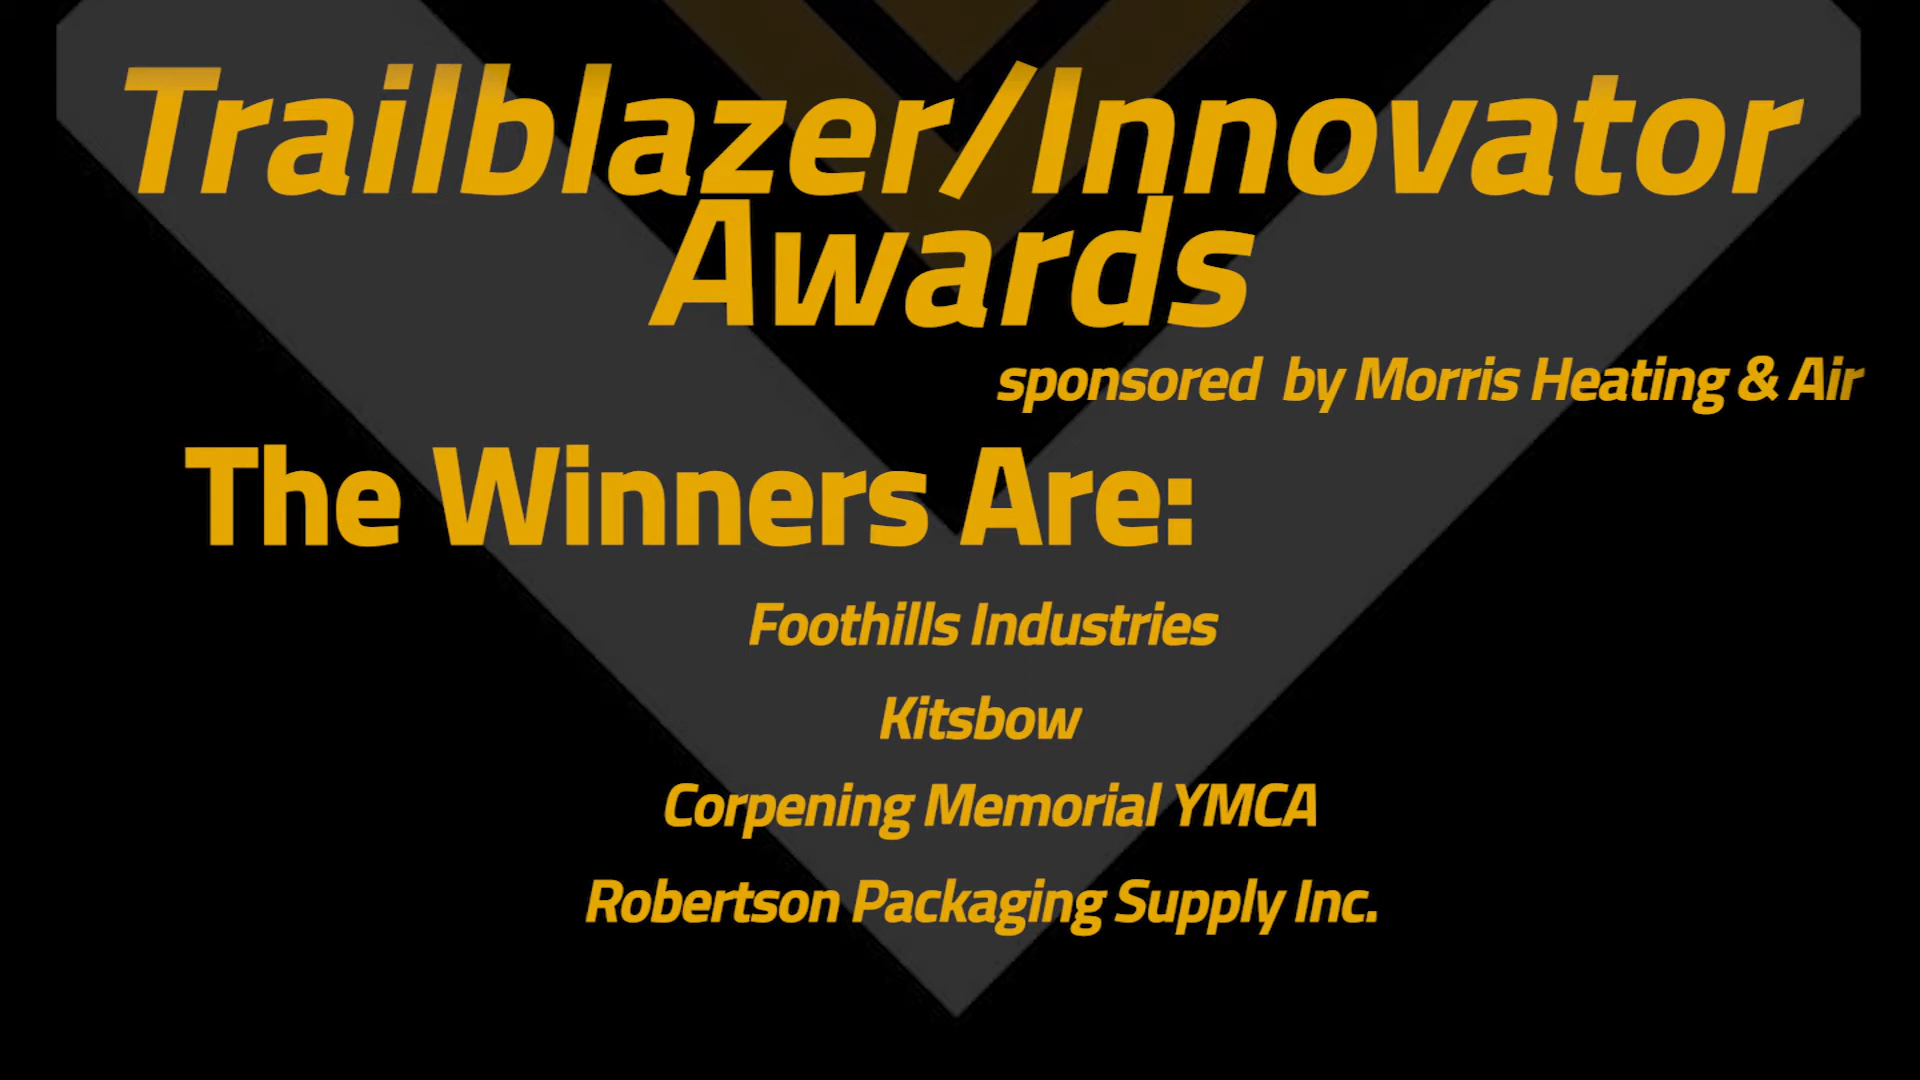 Trailblazer/Innovator
Awards
sponsored by Morris Heating & Air
The Winners Are:
Foothills Industries
Kitsbow
Corpening Memorial YMCA
Robertson Packaging Supply Inc.